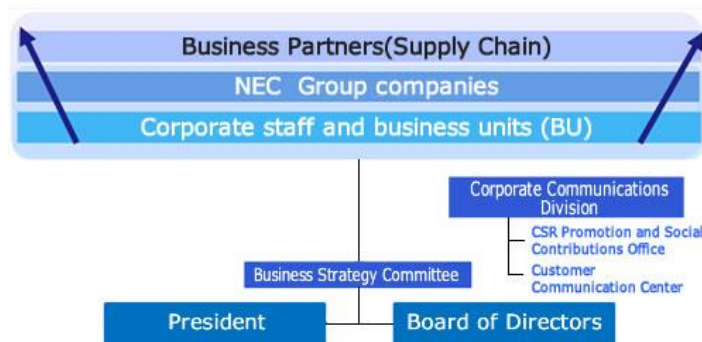 Business Partners(Supply Chain)
NEC Group companies
Corporate staff and business units (BU)
Corporate Communications
Division
CSR Promotion and Social
Contributions Office
Customer
Communication Center
Business Strategy Committee
President
Board of Directors